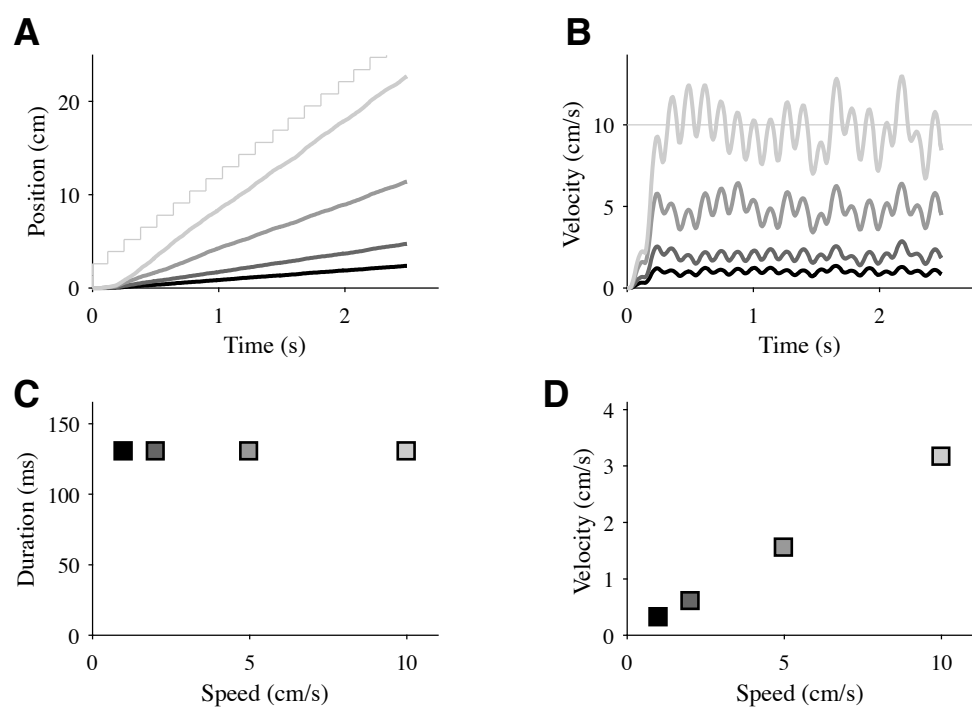 A
Position (cm)
20
10
0
0 1 2
Time (s)
B
Velocity (cm/s)
10
5
0
0 1 2
Time (s)
C
Duration (ms)
150
100
50
0
0 5 10
Speed (cm/s)
D
Velocity (cm/s)
4
3
2
1
0
0 5 10
Speed (cm/s)